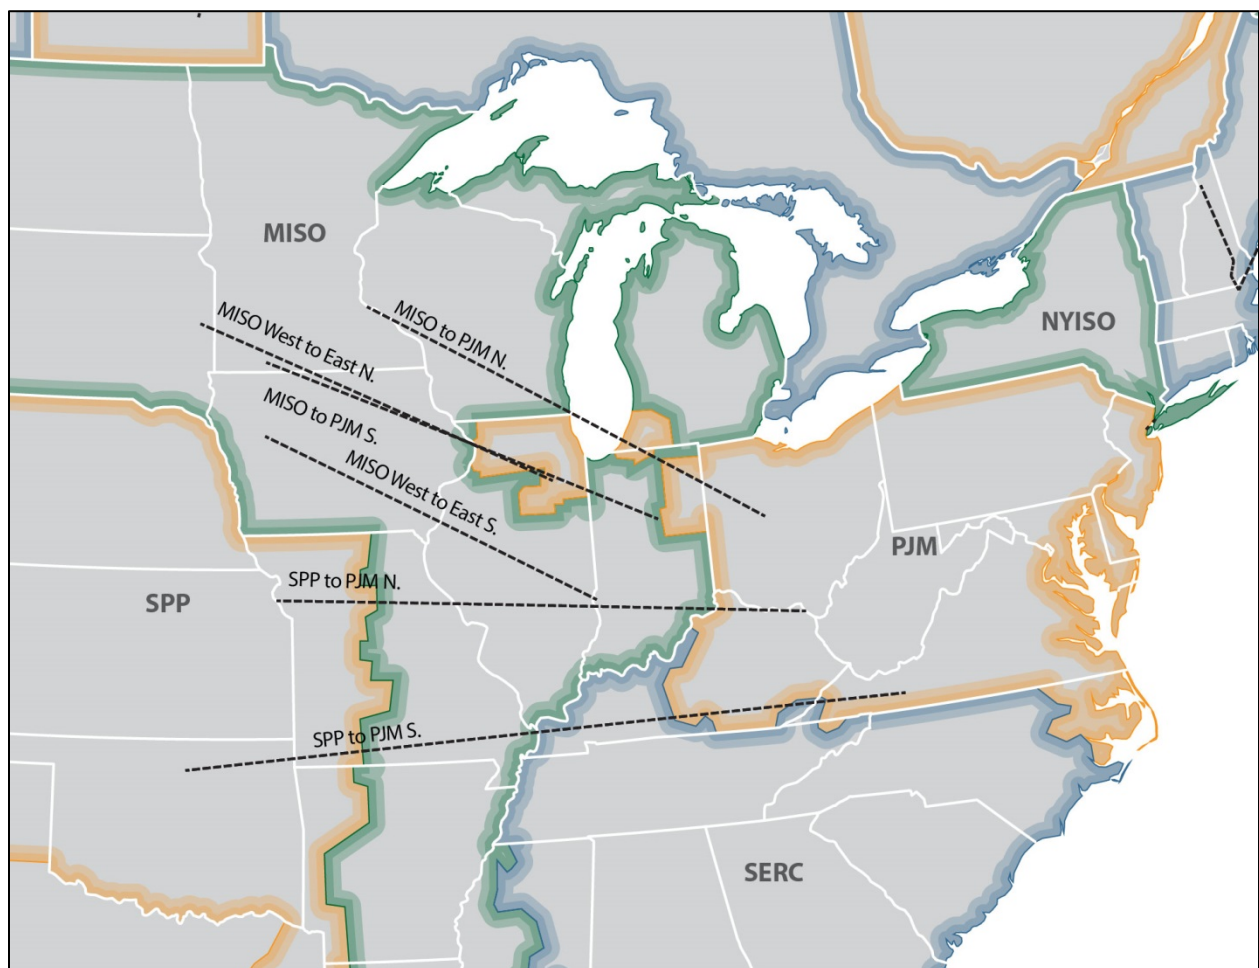 MISO
MISO to PJM N.
MISO West to East N.
NYISO
MISO to PJM S.
MISO West to East S.
PJM
SPP to PJM N.
SPP
SPP to PJM S.
SERC